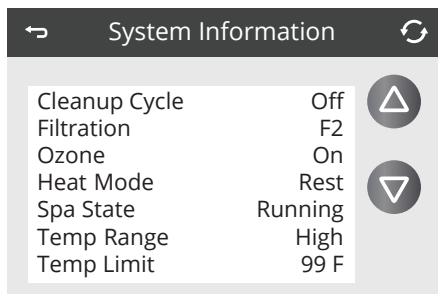 System Information
Cleanup Cycle Off
Filtration F2
Ozone On
Heat Mode Rest
Spa State Running
Temp Range High
Temp Limit 99 F